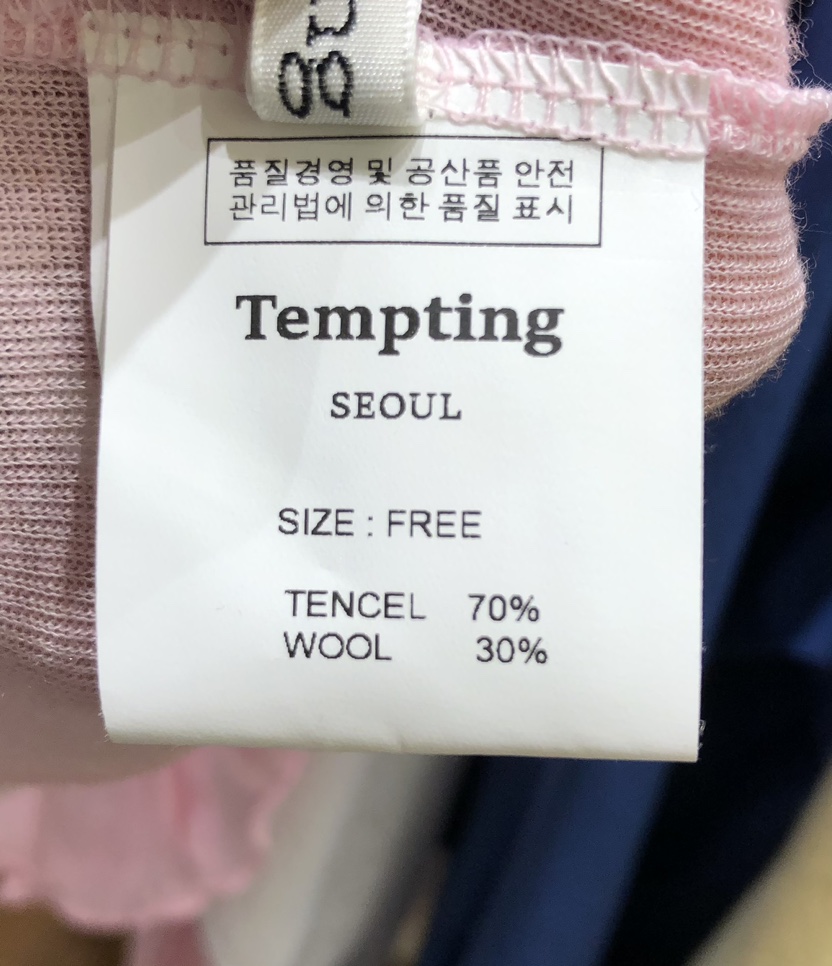 품질경영 및 공산품 안전
관리법에 의한 품질 표시
Tempting
SEOUL
SIZE : FREE
TENCEL 70%
WOOL 30%